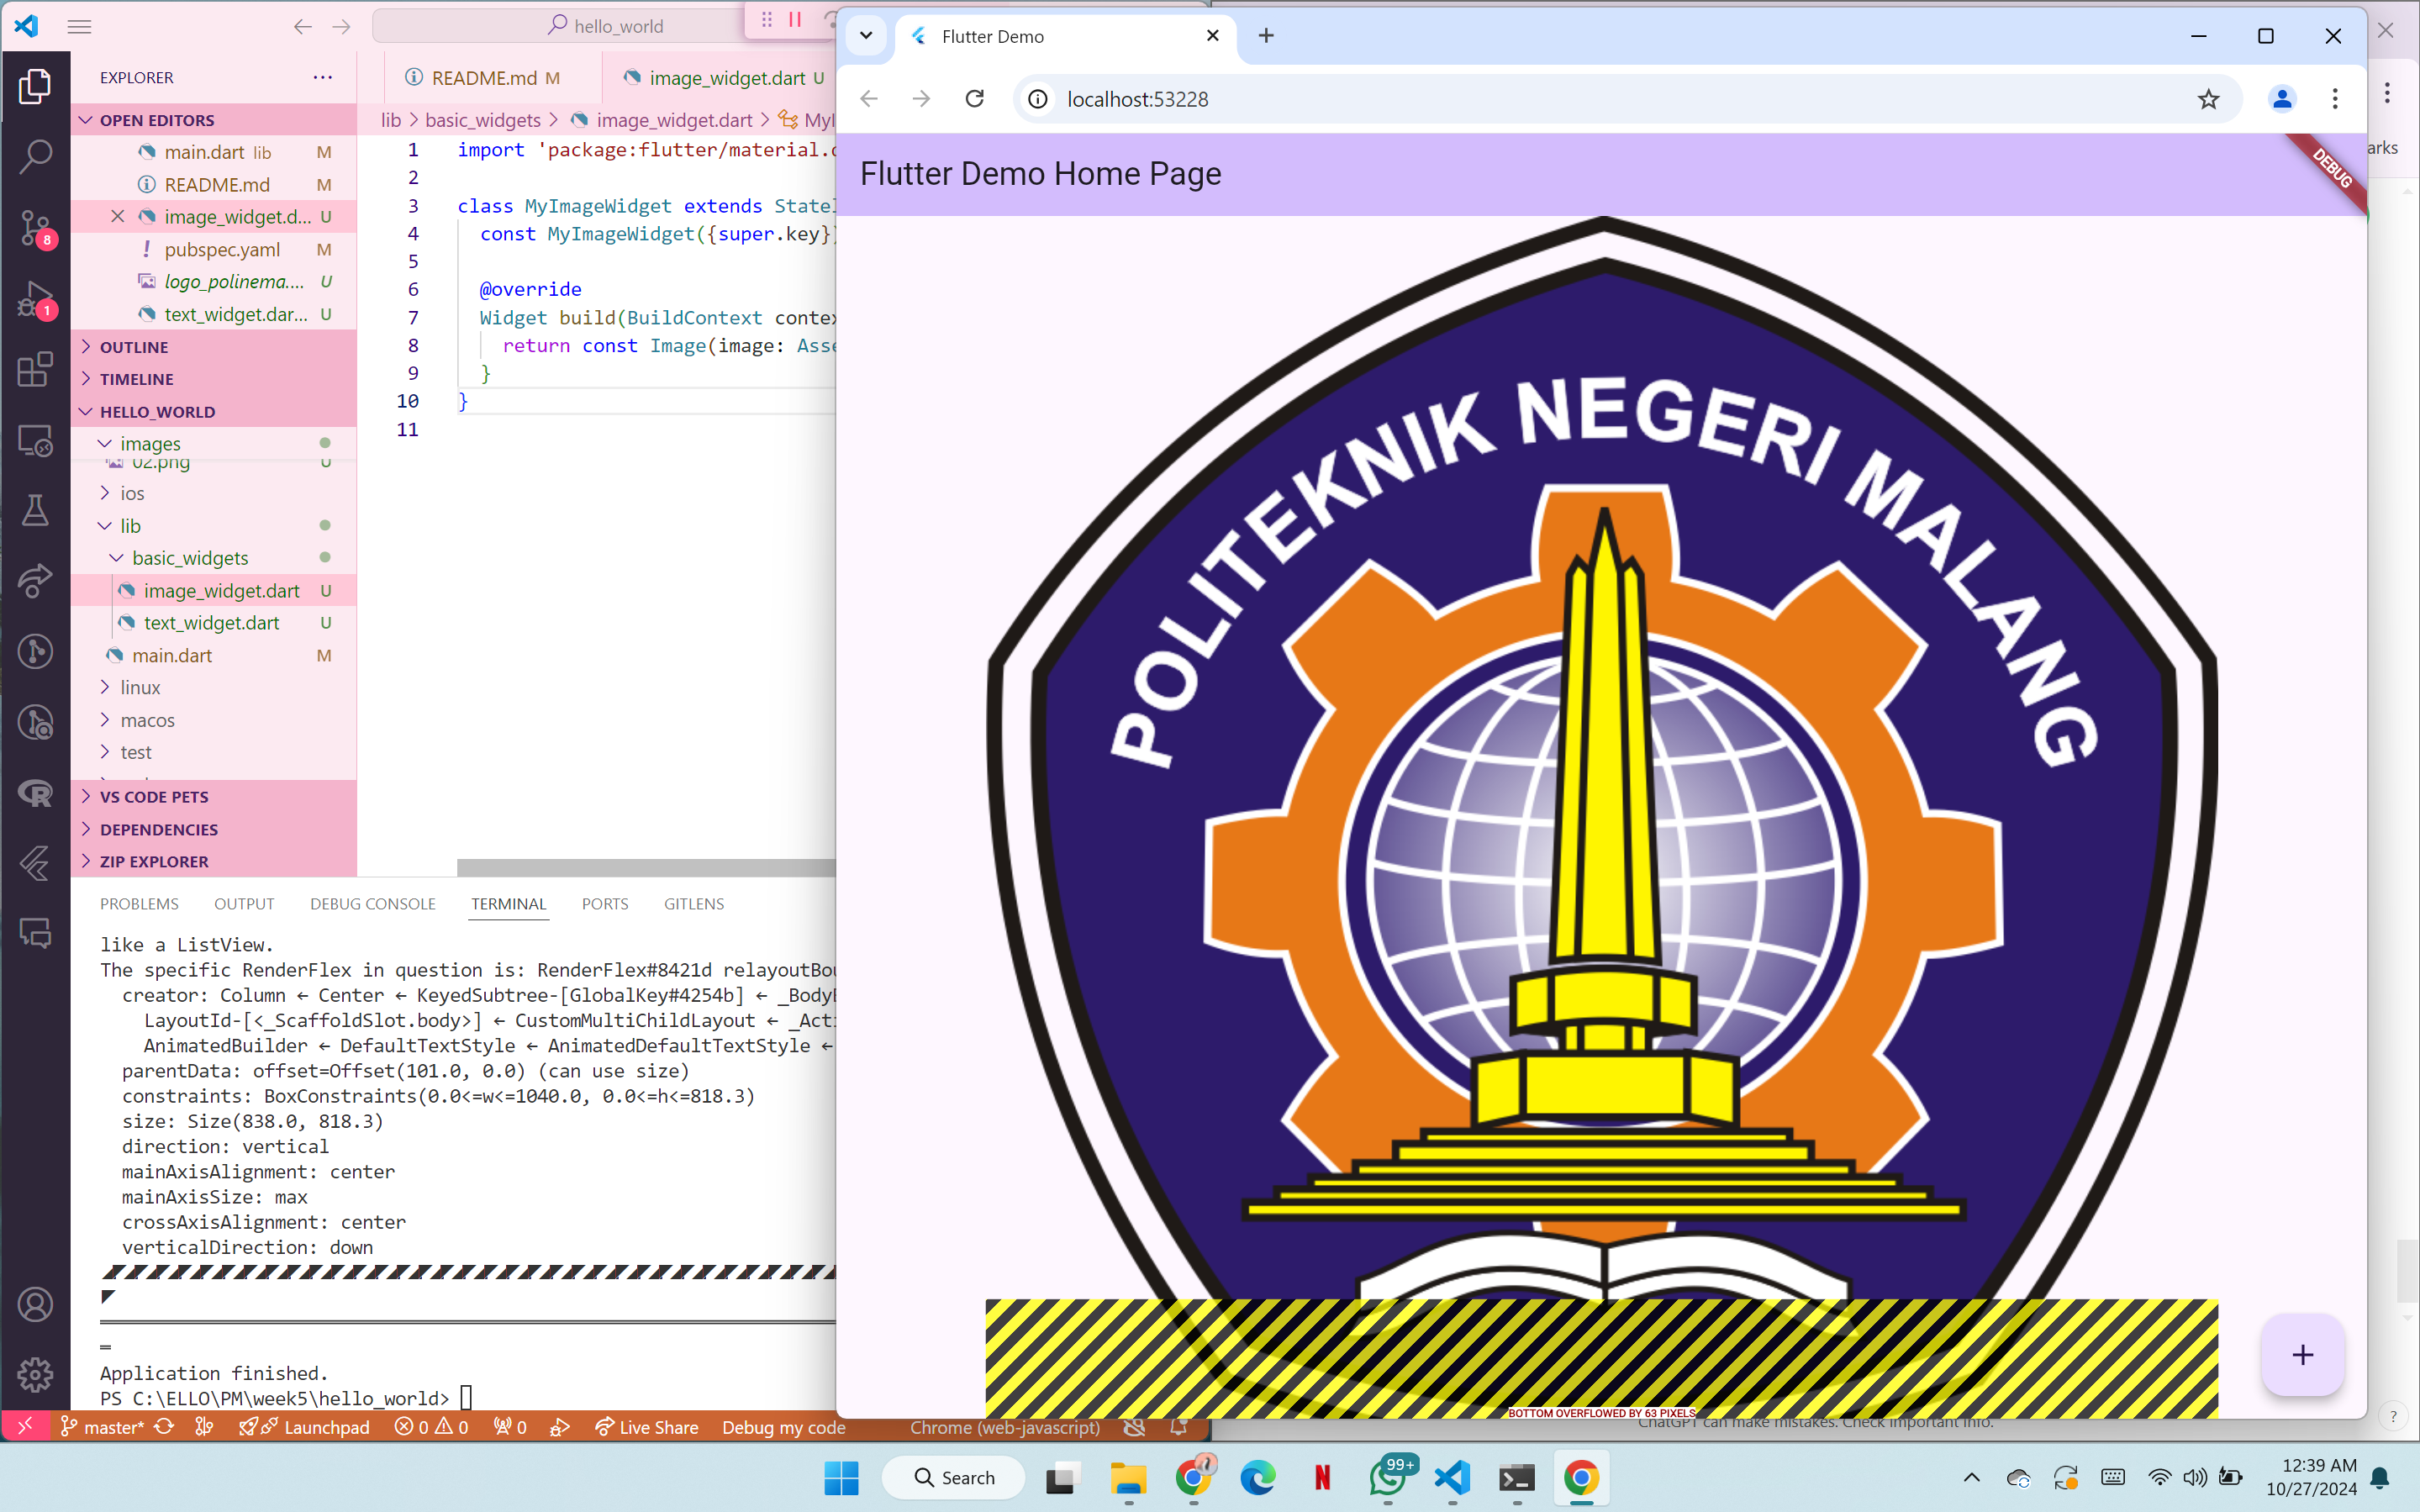 hello_world
EXPLORER
OPEN EDITORS
main.dart lib M
README.md M
image_widget.d... U
pubspec.yaml M
logo_polinema.... U
text_widget.dar... U
OUTLINE
TIMELINE
HELLO_WORLD
images
02.png U
ios
lib
basic_widgets
image_widget.dart U
text_widget.dart U
main.dart M
linux
macos
test
VS CODE PETS
DEPENDENCIES
ZIP EXPLORER
8
1
README.md M
image_widget.dart U
lib > basic_widgets > image_widget.dart > MyI
1 import 'package:flutter/material.
2
3 class MyImageWidget extends State
4 const MyImageWidget({super.key})
5
6 @override
7 Widget build(BuildContext contex
8 return const Image(image: Asse
9 }
10 }
11
PROBLEMS OUTPUT DEBUG CONSOLE TERMINAL PORTS GITLENS
like a ListView.
The specific RenderFlex in question is: RenderFlex#8421d relayoutBou
creator: Column ← Center ← KeyedSubtree-[GlobalKey#4254b] ← _BodyB
LayoutId-[<_ScaffoldSlot.body>] ← CustomMultiChildLayout ← _Acti
AnimatedBuilder ← DefaultTextStyle ← AnimatedDefaultTextStyle ←
parentData: offset=Offset(101.0, 0.0) (can use size)
constraints: BoxConstraints(0.0<=w<=1040.0, 0.0<=h<=818.3)
size: Size(838.0, 818.3)
direction: vertical
mainAxisAlignment: center
mainAxisSize: max
crossAxisAlignment: center
verticalDirection: down
Application finished.
PS C:\ELLO\PM\week5\hello_world>
master* Launchpad 0 0 0 Live Share Debug my code Chrome (web-javascript)
Flutter Demo
localhost:53228
Flutter Demo Home Page
DEBUG
POLITEKNIK NEGERI MALANG
BOTTOM OVERFLOWED BY 63 PIXELS
+
arks
ChatGPT can make mistakes. Check important info.
?
Search
99+
12:39 AM
10/27/2024